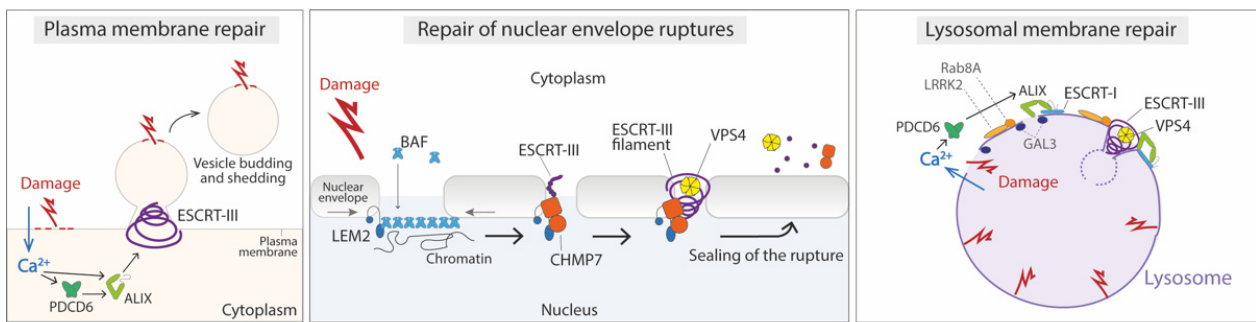 Plasma membrane repair
Damage
Vesicle budding
and shedding
ESCRT-III
Plasma
membrane
Ca2+
PDCD6
ALIX
Cytoplasm
Repair of nuclear envelope ruptures
Cytoplasm
Damage
BAF
ESCRT-III
ESCRT-III
filament
VPS4
Nuclear
envelope
LEM2
Chromatin
CHMP7
Sealing of the rupture
Nucleus
Lysosomal membrane repair
Rab8A
LRRK2
ALIX
ESCRT-I
ESCRT-III
VPS4
PDCD6
GAL3
Ca2+
Damage
Lysosome